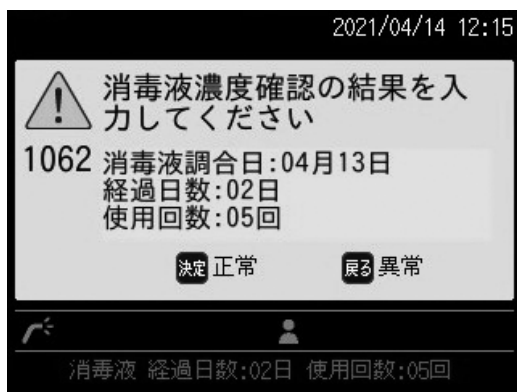 2021/04/14 12:15
消毒液濃度確認の結果を入
力してください
1062 消毒液調合日:04月13日
経過日数:02日
使用回数:05回
決定 正常 戻る 異常
消毒液 経過日数:02日 使用回数:05回